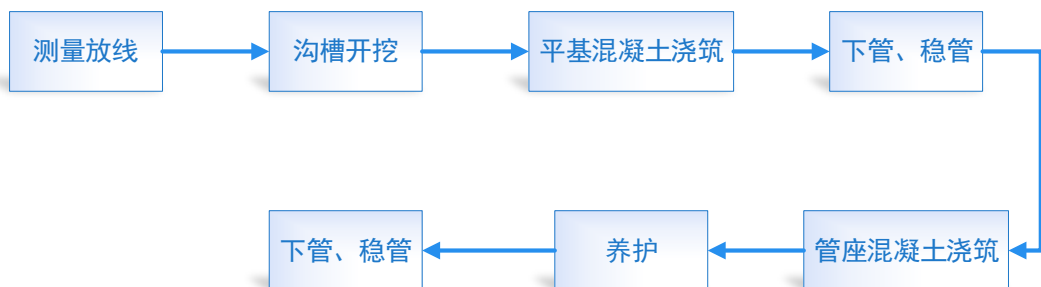 测量放线
沟槽开挖
平基混凝土浇筑
下管、稳管
管座混凝土浇筑
养护
下管、稳管